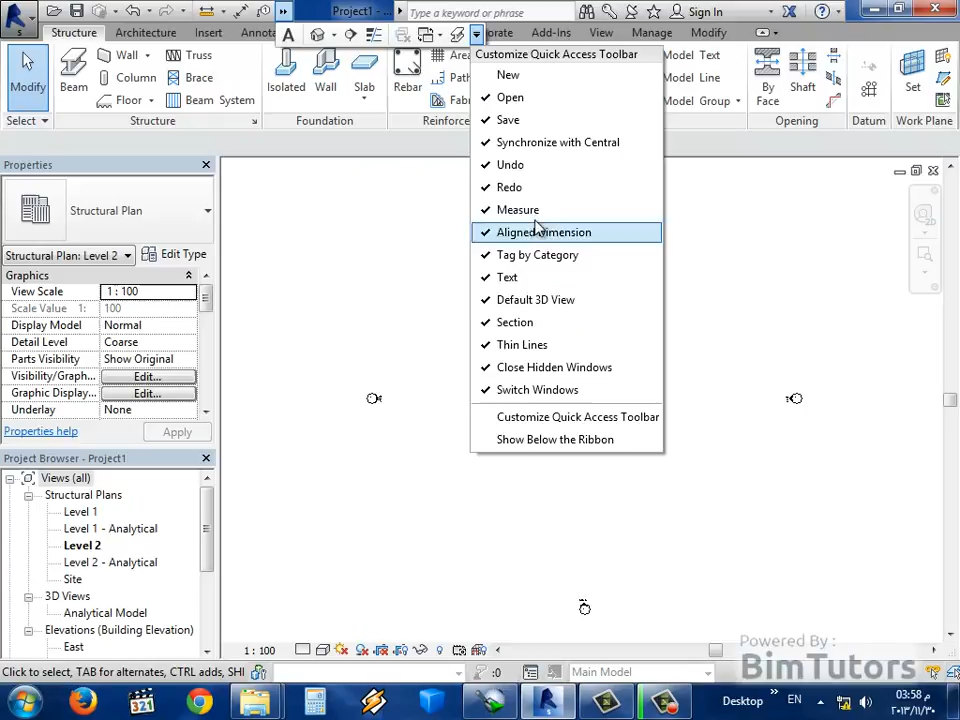 Project1 - ...
Type a keyword or phrase
Sign In
Structure
Architecture
Insert
Annota
orate
Add-Ins
View
Manage
Modify
Customize Quick Access Toolbar
New
Open
Save
Synchronize with Central
Undo
Redo
Measure
Aligned Dimension
Tag by Category
Text
Default 3D View
Section
Thin Lines
Close Hidden Windows
Switch Windows
Customize Quick Access Toolbar
Show Below the Ribbon
Modify
Select
Beam
Wall
Column
Floor
Truss
Brace
Beam System
Structure
Isolated
Wall
Slab
Foundation
Rebar
Area
Path
Fab
Reinforce
Model Line
Model Group
By Face
Shaft
Opening
Datum
Set
Work Plane
Properties
Structural Plan
Structural Plan: Level 2
Edit Type
Graphics
View Scale
1 : 100
Scale Value 1:
100
Display Model
Normal
Detail Level
Coarse
Parts Visibility
Show Original
Visibility/Graph...
Edit...
Graphic Display...
Edit...
Underlay
None
Properties help
Apply
Project Browser - Project1
Views (all)
Structural Plans
Level 1
Level 1 - Analytical
Level 2
Level 2 - Analytical
Site
3D Views
Analytical Model
Elevations (Building Elevation)
East
1 : 100
Powered By :
BimTutors
Click to select, TAB for alternates, CTRL adds, SHI
:0
Main Model
321
Desktop
EN
03:58 م
٢٠١٣/١١/٣٠